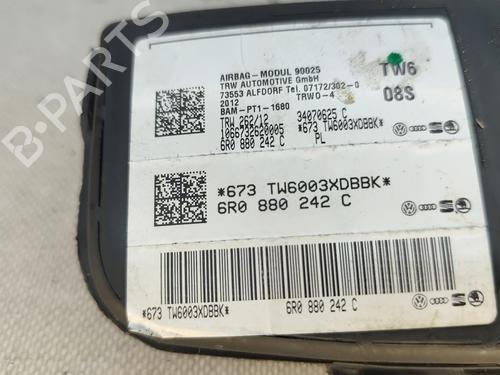 AIRBAG-MODUL 90025
TRW AUTOMOTIVE GmbH
73553 ALFDORF Tel. 07172/302-0
2012 TRWO-4
BAM-PT1-1680
TRW 262/12 34070625 C
106673262D005 *673 TW6003XDBBK*
6R0 880 242 C PL
TW6
08S
*673 TW6003XDBBK*
6R0 880 242 C
*673 TW6003XDBBK* 6R0 880 242 C
B-PARTS